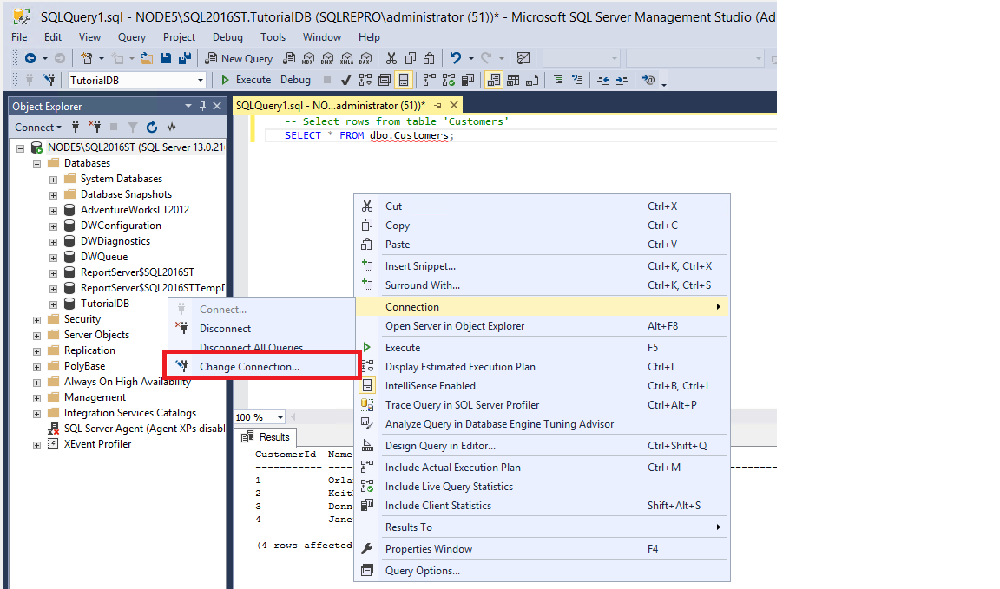 SQLQuery1.sql - NODE5\SQL2016ST.TutorialDB (SQLREPRO\administrator (51))* - Microsoft SQL Server Management Studio (Ad
File Edit View Query Project Debug Tools Window Help
New Query MDX DMX XMLA DAX
TutorialDB Execute Debug
Object Explorer
Connect
NODE5\SQL2016ST (SQL Server 13.0.21
Databases
System Databases
Database Snapshots
AdventureWorksLT2012
DWConfiguration
DWDiagnostics
DWQueue
ReportServer$SQL2016ST
ReportServer$SQL2016STTempD
TutorialDB
Security
Server Objects
Replication
PolyBase
Always On High Availability
Management
Integration Services Catalogs
SQL Server Agent (Agent XPs disabl
XEvent Profiler
SQLQuery1.sql - NO...administrator (51))*
-- Select rows from table 'Customers'
SELECT * FROM dbo.Customers;
Connect...
Disconnect
Disconnect All Queries
Change Connection...
Cut Ctrl+X
Copy Ctrl+C
Paste Ctrl+V
Insert Snippet... Ctrl+K, Ctrl+X
Surround With... Ctrl+K, Ctrl+S
Connection
Open Server in Object Explorer Alt+F8
Execute F5
Display Estimated Execution Plan Ctrl+L
IntelliSense Enabled Ctrl+B, Ctrl+I
Trace Query in SQL Server Profiler Ctrl+Alt+P
Analyze Query in Database Engine Tuning Advisor
Design Query in Editor... Ctrl+Shift+Q
Include Actual Execution Plan Ctrl+M
Include Live Query Statistics
Include Client Statistics Shift+Alt+S
Results To
Properties Window F4
Query Options...
100 %
Results
CustomerId Name
----------- ----
1 Orla
2 Keit
3 Donn
4 Jane
(4 rows affected